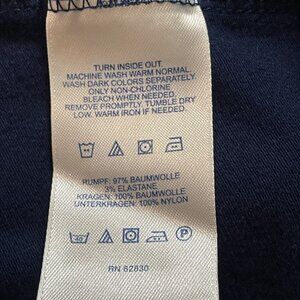 TURN INSIDE OUT.
MACHINE WASH WARM NORMAL.
WASH DARK COLORS SEPARATELY.
ONLY NON-CHLORINE
BLEACH WHEN NEEDED.
REMOVE PROMPTLY. TUMBLE DRY
LOW. WARM IRON IF NEEDED.
RUMPF: 97% BAUMWOLLE
3% ELASTANE
KRAGEN: 100% BAUMWOLLE
UNTERKRAGEN: 100% NYLON
40
P
RN 62830